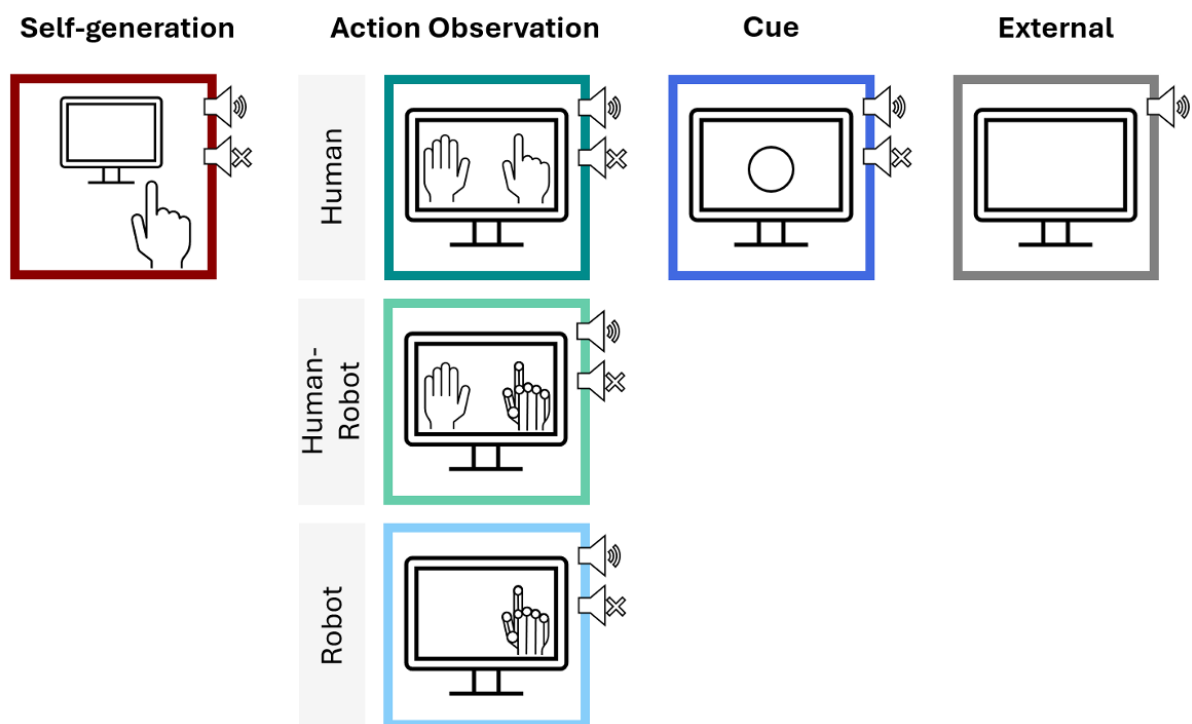 Self-generation
Action Observation
Cue
External
Human
Human-
Robot
Robot